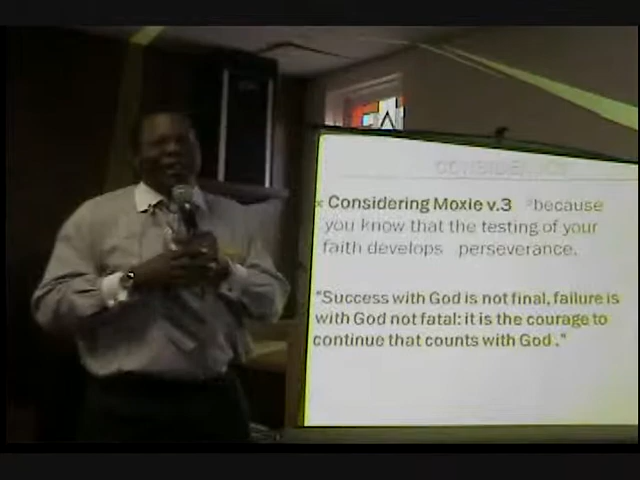 Considering Moxie v.3 "because
you know that the testing of your
faith develops perseverance.
"Success with God is not final, failure is
with God not fatal: it is the courage to
continue that counts with God ."